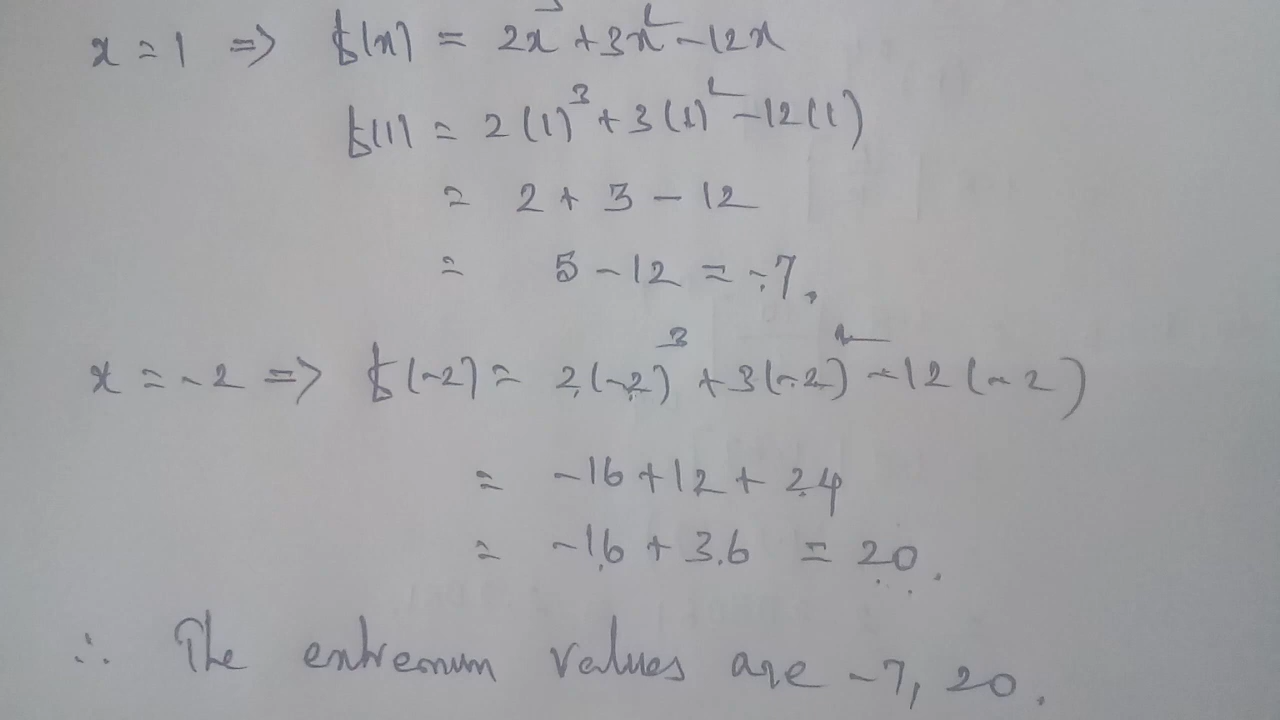 x = 1 => f(x) = 2x³ + 3x² - 12x
f(1) = 2(1)³ + 3(1)² - 12(1)
= 2 + 3 - 12
= 5 - 12 = -7.
x = -2 => f(-2) = 2(-2)³ + 3(-2)² - 12(-2)
= -16 + 12 + 24
= -16 + 36 = 20.
∴ The extremum values are -7, 20.